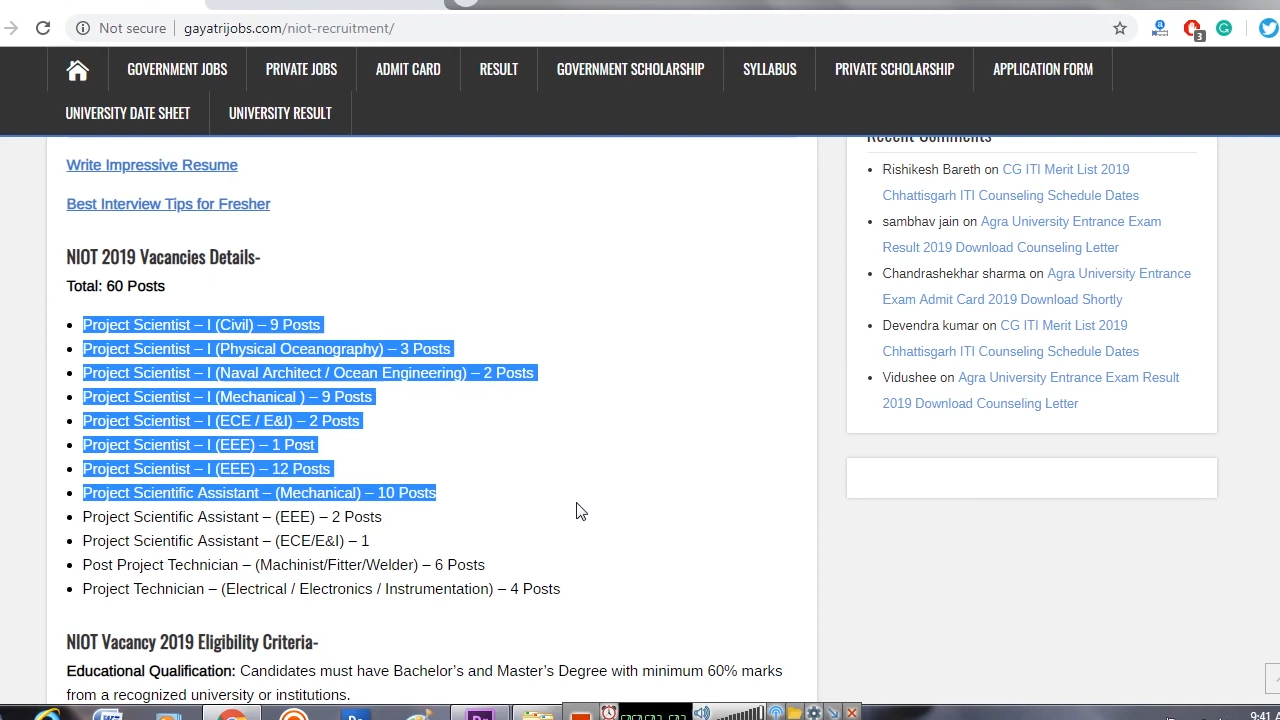 Not secure
gayatrijobs.com/niot-recruitment/
3
GOVERNMENT JOBS
PRIVATE JOBS
ADMIT CARD
RESULT
GOVERNMENT SCHOLARSHIP
SYLLABUS
PRIVATE SCHOLARSHIP
APPLICATION FORM
UNIVERSITY DATE SHEET
UNIVERSITY RESULT
Write Impressive Resume
Best Interview Tips for Fresher
NIOT 2019 Vacancies Details-
Total: 60 Posts
Project Scientist – I (Civil) – 9 Posts
Project Scientist – I (Physical Oceanography) – 3 Posts
Project Scientist – I (Naval Architect / Ocean Engineering) – 2 Posts
Project Scientist – I (Mechanical ) – 9 Posts
Project Scientist – I (ECE / E&I) – 2 Posts
Project Scientist – I (EEE) – 1 Post
Project Scientist – I (EEE) – 12 Posts
Project Scientific Assistant – (Mechanical) – 10 Posts
Project Scientific Assistant – (EEE) – 2 Posts
Project Scientific Assistant – (ECE/E&I) – 1
Post Project Technician – (Machinist/Fitter/Welder) – 6 Posts
Project Technician – (Electrical / Electronics / Instrumentation) – 4 Posts
NIOT Vacancy 2019 Eligibility Criteria-
Educational Qualification: Candidates must have Bachelor’s and Master’s Degree with minimum 60% marks
from a recognized university or institutions.
Recent Comments
Rishikesh Bareth on CG ITI Merit List 2019
Chhattisgarh ITI Counseling Schedule Dates
sambhav jain on Agra University Entrance Exam
Result 2019 Download Counseling Letter
Chandrashekhar sharma on Agra University Entrance
Exam Admit Card 2019 Download Shortly
Devendra kumar on CG ITI Merit List 2019
Chhattisgarh ITI Counseling Schedule Dates
Vidushee on Agra University Entrance Exam Result
2019 Download Counseling Letter
9:41